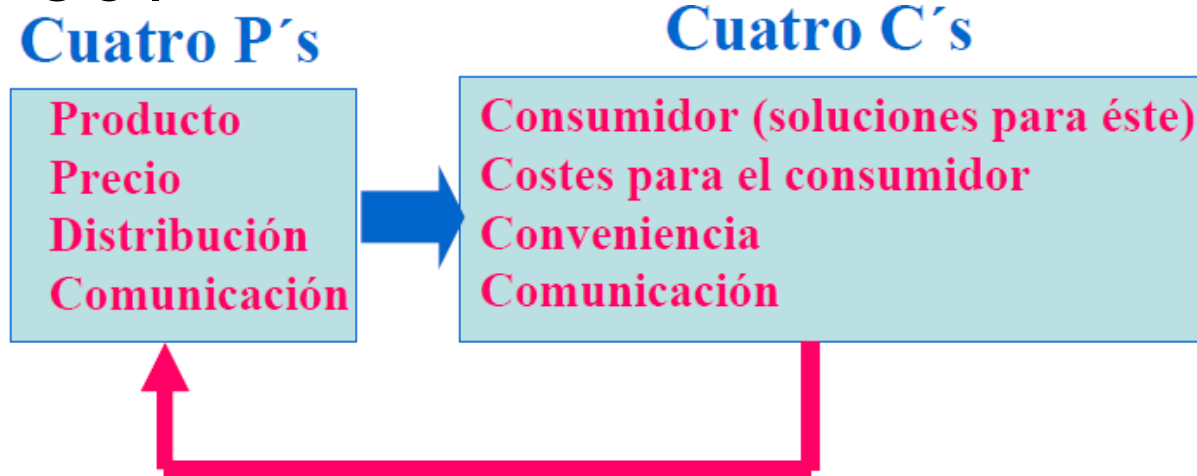 Cuatro P´s
Producto
Precio
Distribución
Comunicación
Cuatro C´s
Consumidor (soluciones para éste)
Costes para el consumidor
Conveniencia
Comunicación